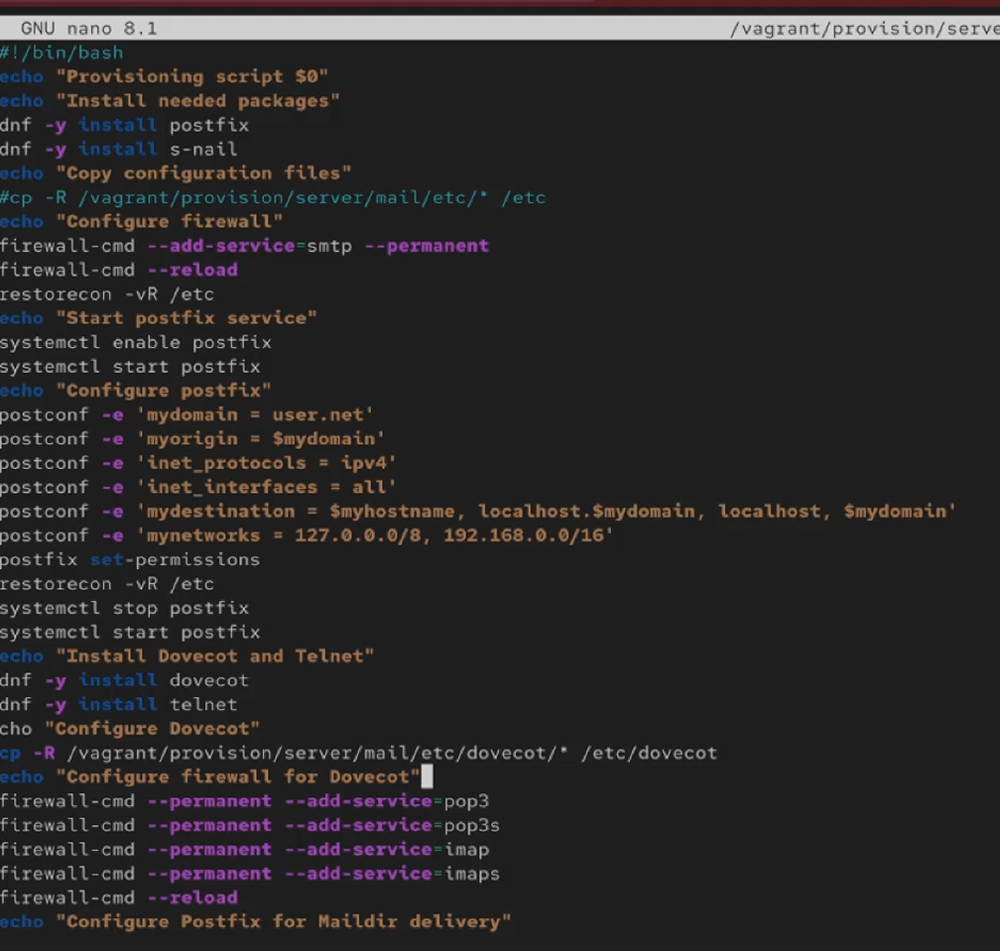 GNU nano 8.1 /vagrant/provision/serve
#!/bin/bash
echo "Provisioning script $0"
echo "Install needed packages"
dnf -y install postfix
dnf -y install s-nail
echo "Copy configuration files"
#cp -R /vagrant/provision/server/mail/etc/* /etc
echo "Configure firewall"
firewall-cmd --add-service=smtp --permanent
firewall-cmd --reload
restorecon -vR /etc
echo "Start postfix service"
systemctl enable postfix
systemctl start postfix
echo "Configure postfix"
postconf -e 'mydomain = user.net'
postconf -e 'myorigin = $mydomain'
postconf -e 'inet_protocols = ipv4'
postconf -e 'inet_interfaces = all'
postconf -e 'mydestination = $myhostname, localhost.$mydomain, localhost, $mydomain'
postconf -e 'mynetworks = 127.0.0.0/8, 192.168.0.0/16'
postfix set-permissions
restorecon -vR /etc
systemctl stop postfix
systemctl start postfix
echo "Install Dovecot and Telnet"
dnf -y install dovecot
dnf -y install telnet
cho "Configure Dovecot"
cp -R /vagrant/provision/server/mail/etc/dovecot/* /etc/dovecot
echo "Configure firewall for Dovecot"
firewall-cmd --permanent --add-service=pop3
firewall-cmd --permanent --add-service=pop3s
firewall-cmd --permanent --add-service=imap
firewall-cmd --permanent --add-service=imaps
firewall-cmd --reload
echo "Configure Postfix for Maildir delivery"